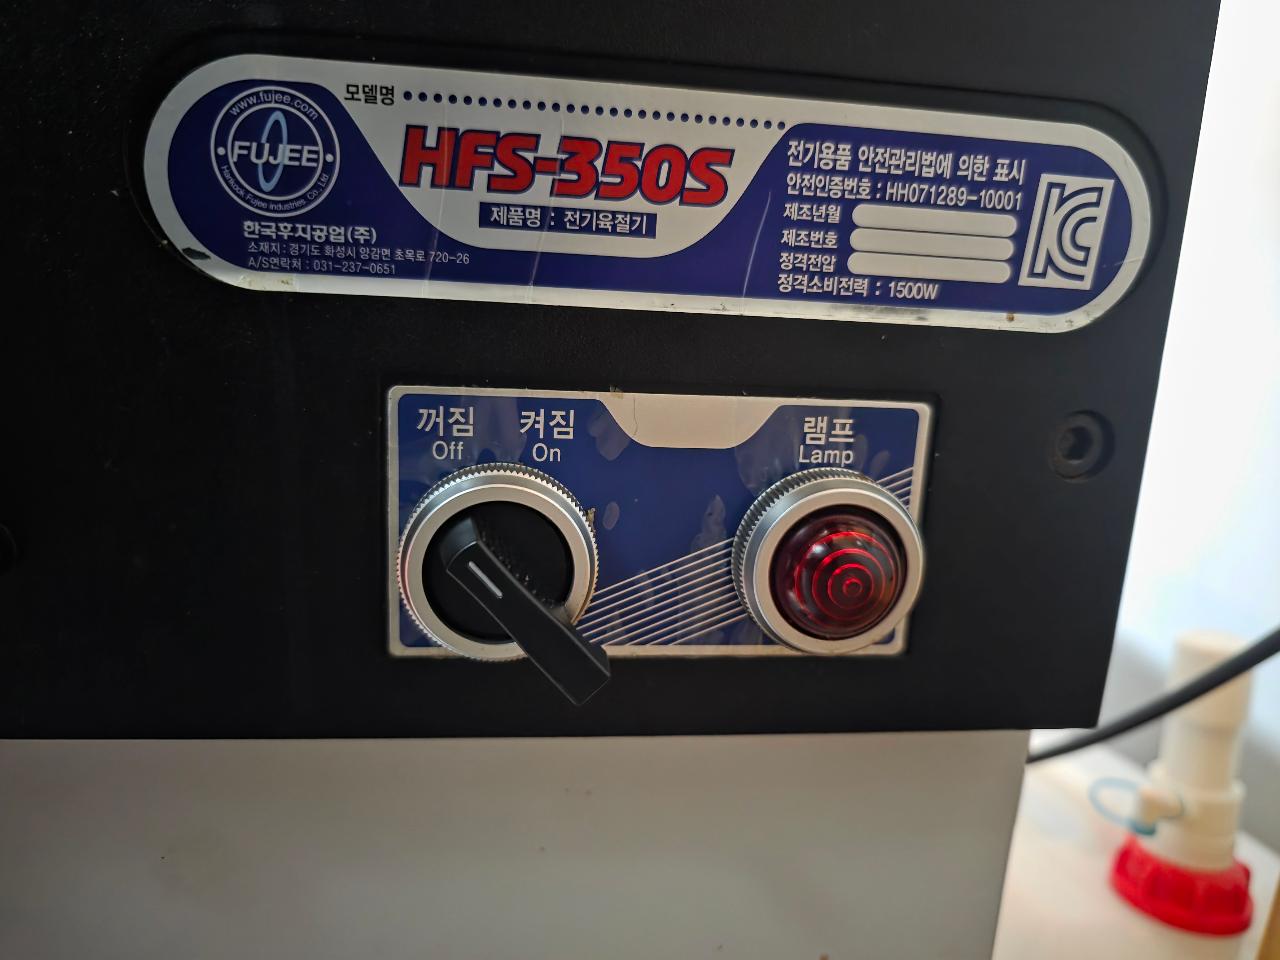 모델명
HFS-350S
제품명 : 전기육절기
www.fujee.com
FUJEE
Hankook Fujee Industries Co., Ltd.
한국후지공업(주)
소재지 : 경기도 화성시 양감면 초록로 720-26
A/S연락처 : 031-237-0651
전기용품 안전관리법에 의한 표시
안전인증번호 : HH071289-10001
제조년월
제조번호
정격전압
정격소비전력 : 1500W
KC
꺼짐 켜짐
Off On
램프
Lamp